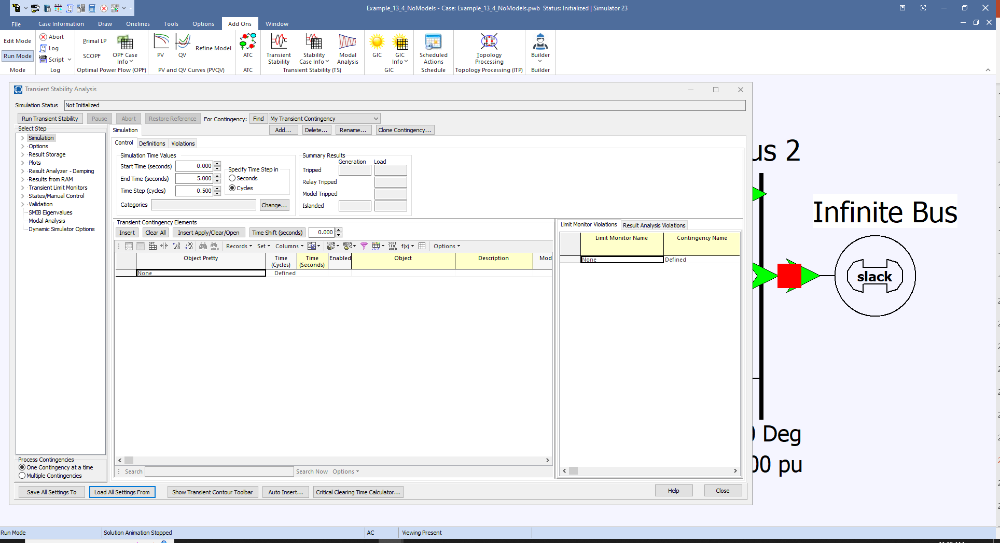 Example_13_4_NoModels - Case: Example_13_4_NoModels.pwb Status: Initialized | Simulator 23
File Case Information Draw Onelines Tools Options Add Ons Window
Edit Mode
Run Mode
Mode
Abort
Log
Script
Log
Primal LP
SCOPF
OPF Case
Info
Optimal Power Flow (OPF)
PV
QV
Refine Model
PV and QV Curves (PVQV)
ATC
ATC
Transient
Stability
Stability
Case Info
Modal
Analysis
Transient Stability (TS)
GIC
GIC
Info
GIC
Scheduled
Actions
Schedule
Topology
Processing
Topology Processing (ITP)
Builder
Builder
Transient Stability Analysis
Simulation Status Not Initialized
Run Transient Stability Pause Abort Restore Reference For Contingency: Find My Transient Contingency
Add... Delete... Rename... Clone Contingency...
Select Step
Simulation
Options
Result Storage
Plots
Result Analyzer - Damping
Results from RAM
Transient Limit Monitors
States/Manual Control
Validation
SMIB Eigenvalues
Modal Analysis
Dynamic Simulator Options
Process Contingencies
One Contingency at a time
Multiple Contingencies
Simulation
Control Definitions Violations
Simulation Time Values
Start Time (seconds) 0.000
End Time (seconds) 5.000
Time Step (cycles) 0.500
Specify Time Step in
Seconds
Cycles
Categories Change...
Summary Results
Generation Load
Tripped
Relay Tripped
Model Tripped
Islanded
Transient Contingency Elements
Insert Clear All Insert Apply/Clear/Open Time Shift (seconds) 0.000
Records Set Columns Options
Object Pretty Time (Cycles) Time (Seconds) Enabled Object Description Mod
None Defined
Search Search Now Options
Limit Monitor Violations Result Analysis Violations
Limit Monitor Name Contingency Name
None Defined
Save All Settings To Load All Settings From Show Transient Contour Toolbar Auto Insert... Critical Clearing Time Calculator... Help Close
us 2
Infinite Bus
slack
Deg
00 pu
Run Mode Solution Animation Stopped AC Viewing Present